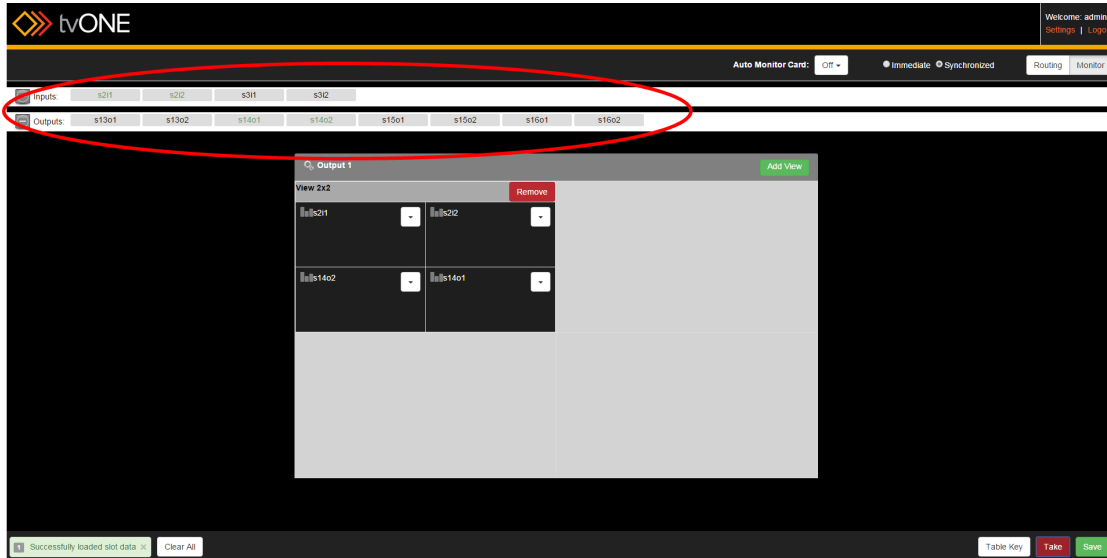 tvONE
Welcome: admin
Settings | Logo
Auto Monitor Card: Off Immediate Synchronized Routing Monitor
Inputs: s2i1 s2i2 s3i1 s3i2
Outputs: s13o1 s13o2 s14o1 s14o2 s15o1 s15o2 s16o1 s16o2
Output 1 Add View
View 2x2 Remove
s2i1 s2i2
s14o2 s14o1
1 Successfully loaded slot data × Clear All Table Key Take Save